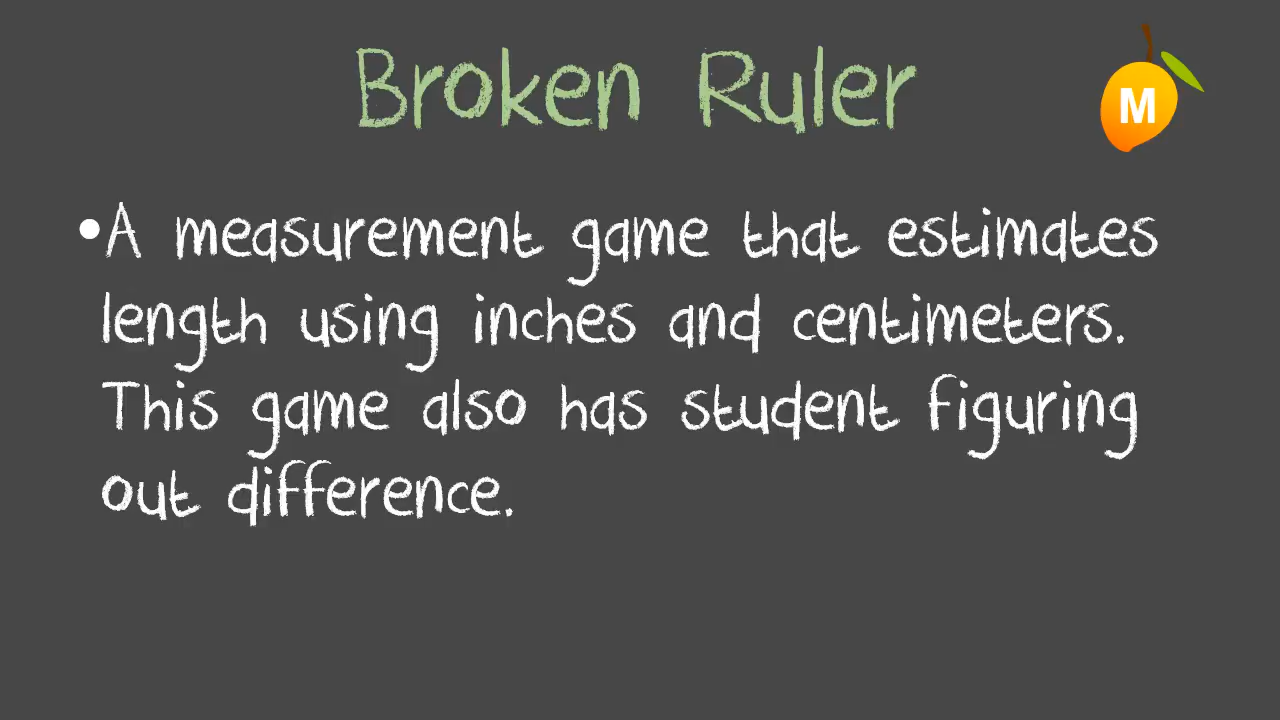 Broken Ruler
M
•A measurement game that estimates
length using inches and centimeters.
This game also has student figuring
out difference.